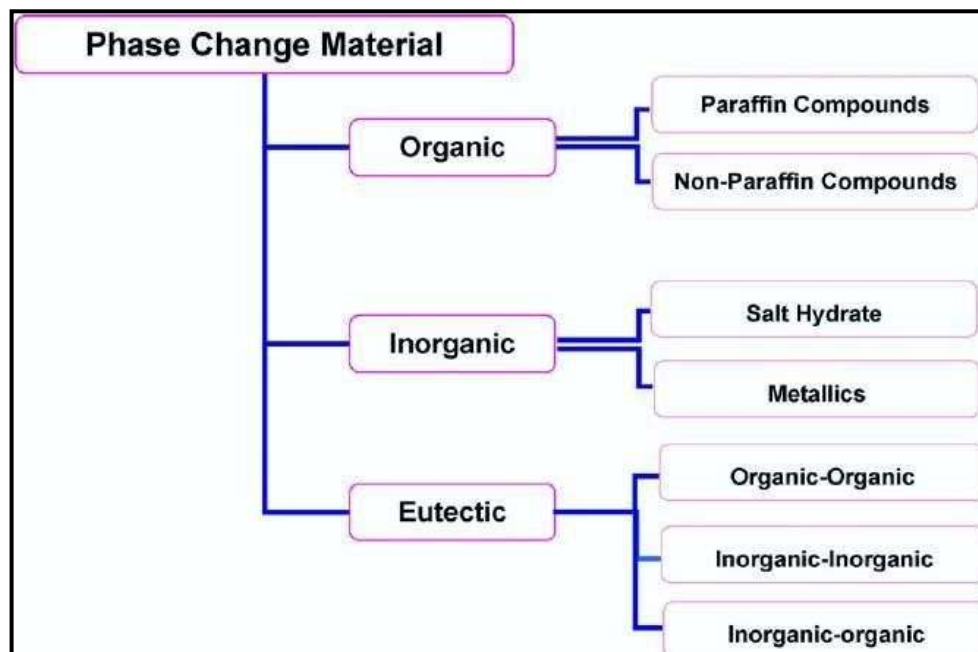 Phase Change Material
Organic
Paraffin Compounds
Non-Paraffin Compounds
Inorganic
Salt Hydrate
Metallics
Eutectic
Organic-Organic
Inorganic-Inorganic
Inorganic-organic